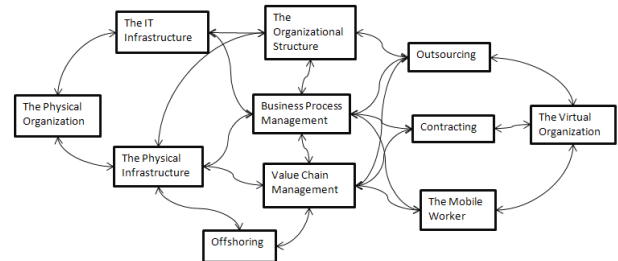 The IT
Infrastructure
The
Organizational
Structure
Outsourcing
The Physical
Organization
Business Process
Management
Contracting
The Virtual
Organization
The Physical
Infrastructure
Value Chain
Management
The Mobile
Worker
Offshoring